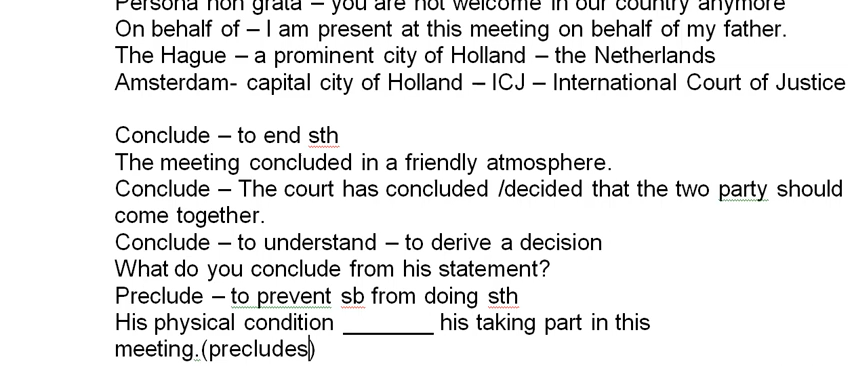 Persona non grata – you are not welcome in our country anymore
On behalf of – I am present at this meeting on behalf of my father.
The Hague – a prominent city of Holland – the Netherlands
Amsterdam- capital city of Holland – ICJ – International Court of Justice
Conclude – to end sth
The meeting concluded in a friendly atmosphere.
Conclude – The court has concluded /decided that the two party should
come together.
Conclude – to understand – to derive a decision
What do you conclude from his statement?
Preclude – to prevent sb from doing sth
His physical condition _______ his taking part in this
meeting.(precludes)